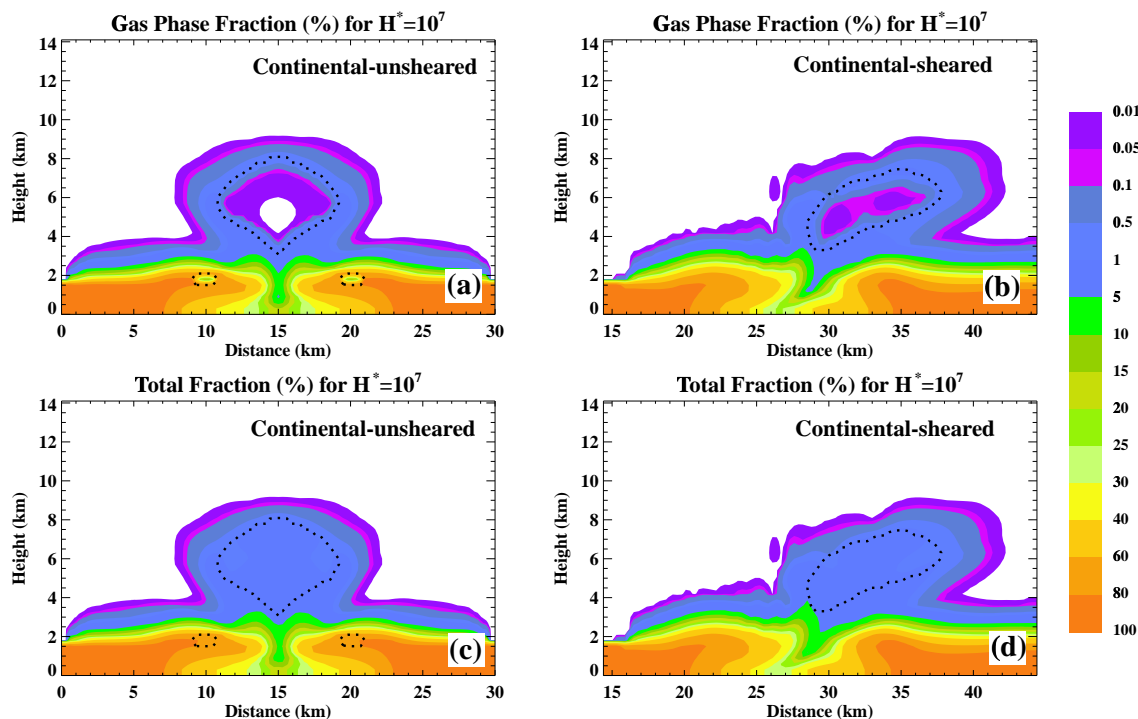 Gas Phase Fraction (%) for H*=10⁷
Gas Phase Fraction (%) for H*=10⁷
14
12
10
8
6
4
2
0
Height (km)
Continental-unsheared
(a)
0 5 10 15 20 25 30
Distance (km)
14
12
10
8
6
4
2
0
Height (km)
Continental-sheared
(b)
15 20 25 30 35 40
Distance (km)
0.01
0.05
0.1
0.5
1
5
10
15
20
30
40
60
80
100
Total Fraction (%) for H*=10⁷
Total Fraction (%) for H*=10⁷
14
12
10
8
6
4
2
0
Height (km)
Continental-unsheared
(c)
0 5 10 15 20 25 30
Distance (km)
14
12
10
8
6
4
2
0
Height (km)
Continental-sheared
(d)
15 20 25 30 35 40
Distance (km)